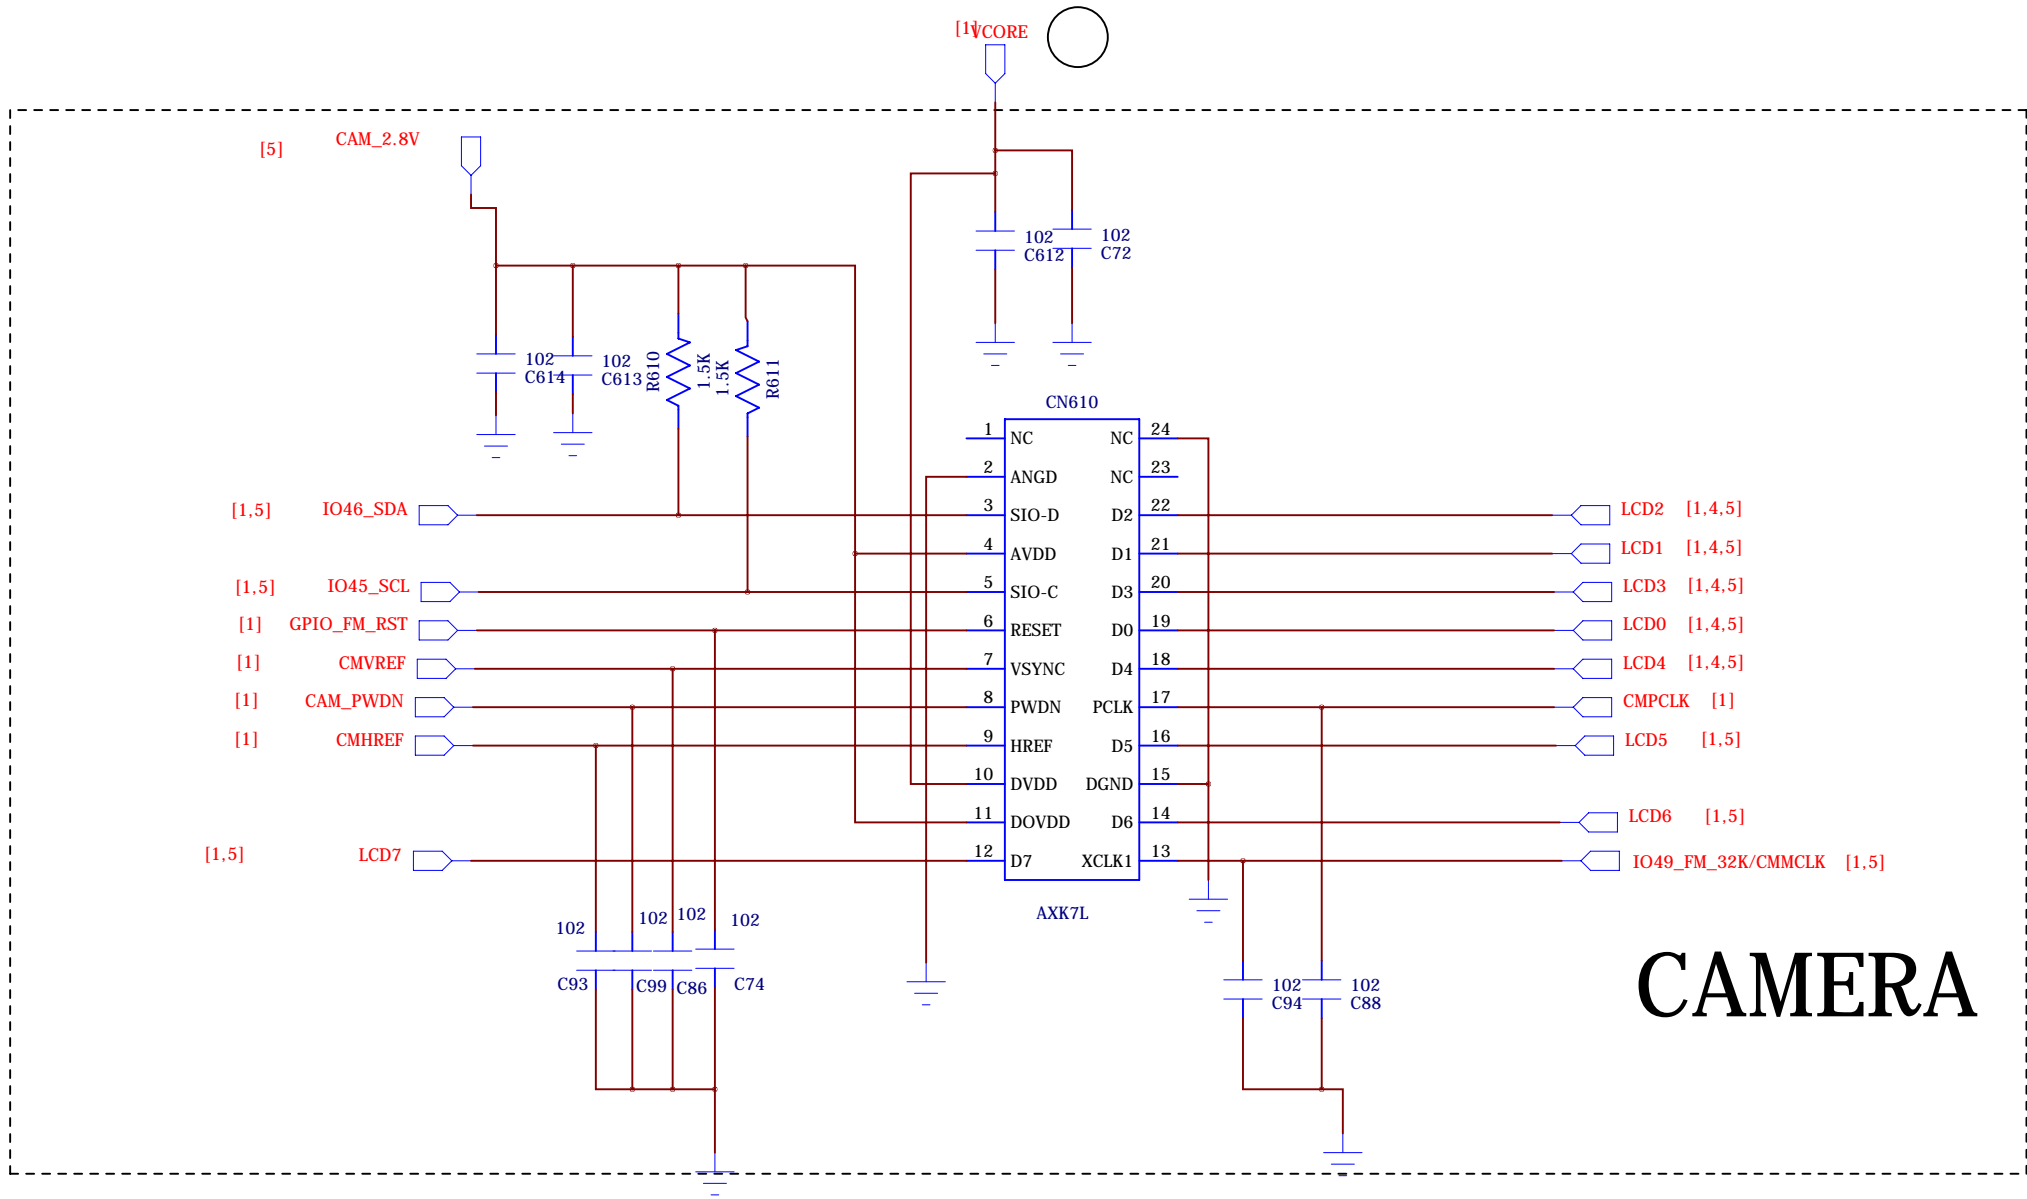 [1] VCORE
[5] CAM_2.8V
102
C612
102
C72
102
C614
102
C613
R610
1.5K
1.5K
R611
CN610
1 NC NC 24
2 ANGD NC 23
[1,5] IO46_SDA 3 SIO-D D2 22 LCD2 [1,4,5]
4 AVDD D1 21 LCD1 [1,4,5]
[1,5] IO45_SCL 5 SIO-C D3 20 LCD3 [1,4,5]
[1] GPIO_FM_RST 6 RESET D0 19 LCD0 [1,4,5]
[1] CMVREF 7 VSYNC D4 18 LCD4 [1,4,5]
[1] CAM_PWDN 8 PWDN PCLK 17 CMPCLK [1]
[1] CMHREF 9 HREF D5 16 LCD5 [1,5]
10 DVDD DGND 15
11 DOVDD D6 14 LCD6 [1,5]
[1,5] LCD7 12 D7 XCLK1 13 IO49_FM_32K/CMMCLK [1,5]
AXK7L
102 102 102 102
C93 C99 C86 C74
102
C94
102
C88
CAMERA